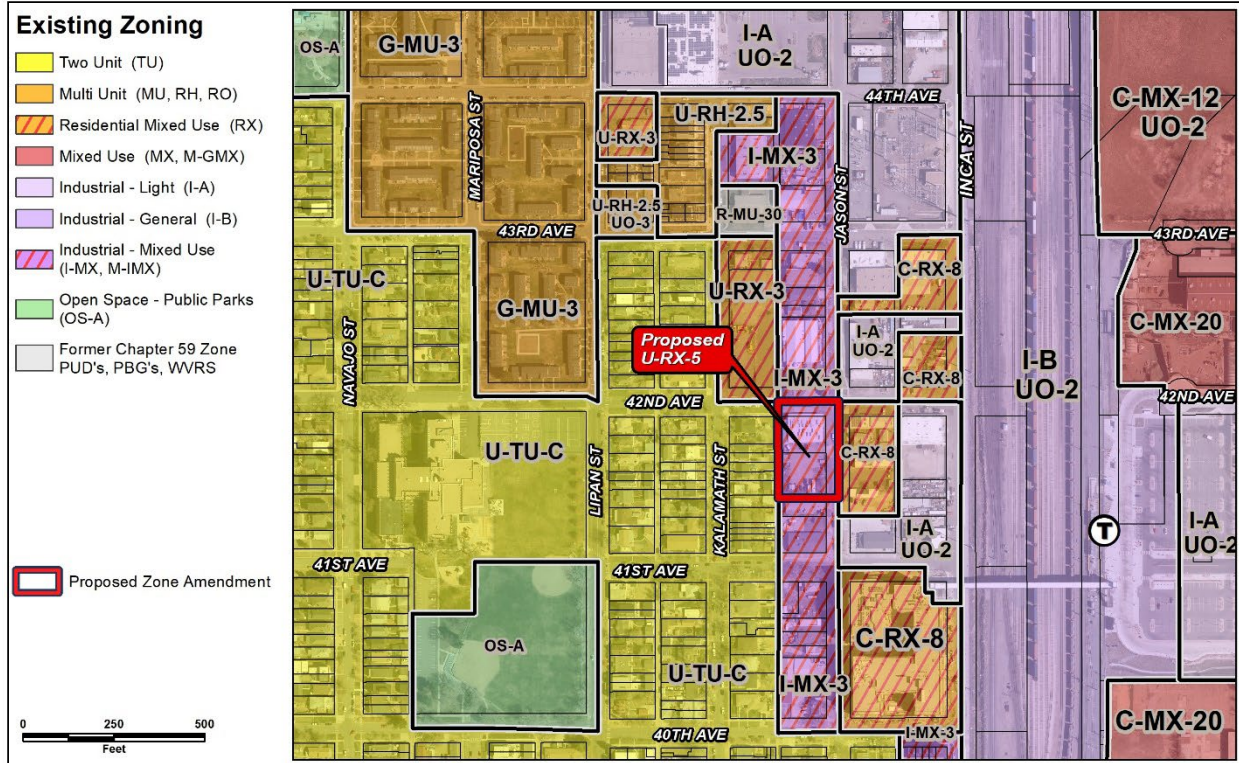 Existing Zoning
Two Unit (TU)
Multi Unit (MU, RH, RO)
Residential Mixed Use (RX)
Mixed Use (MX, M-GMX)
Industrial - Light (I-A)
Industrial - General (I-B)
Industrial - Mixed Use
(I-MX, M-IMX)
Open Space - Public Parks
(OS-A)
Former Chapter 59 Zone
PUD's, PBG's, WVRS
Proposed Zone Amendment
0 250 500
Feet
OS-A
G-MU-3
I-A
UO-2
C-MX-12
UO-2
44TH AVE
MARIPOSA ST
U-RX-3
U-RH-2.5
I-MX-3
JASON ST
INCA ST
U-RH-2.5
UO-3
R-MU-30
43RD AVE
43RD AVE
U-TU-C
NAVAJO ST
G-MU-3
U-RX-3
C-RX-8
C-MX-20
Proposed
U-RX-5
I-A
UO-2
C-RX-8
I-B
UO-2
I-MX-3
42ND AVE
42ND AVE
U-TU-C
LIPAN ST
KALAMATH ST
C-RX-8
I-A
UO-2
T
I-A
UO-2
41ST AVE
41ST AVE
OS-A
U-TU-C
I-MX-3
C-RX-8
C-MX-20
40TH AVE
I-MX-3